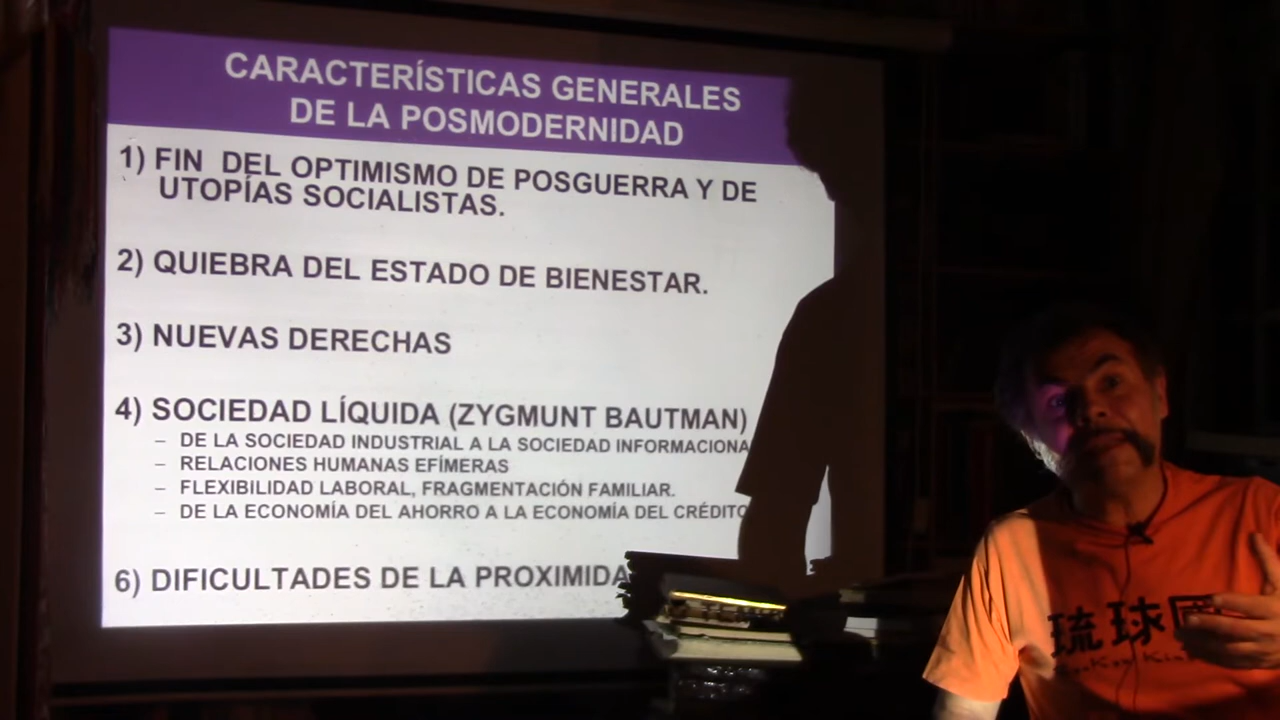 CARACTERÍSTICAS GENERALES
DE LA POSMODERNIDAD
1) FIN DEL OPTIMISMO DE POSGUERRA Y DE
UTOPÍAS SOCIALISTAS.
2) QUIEBRA DEL ESTADO DE BIENESTAR.
3) NUEVAS DERECHAS
4) SOCIEDAD LÍQUIDA (ZYGMUNT BAUTMAN)
– DE LA SOCIEDAD INDUSTRIAL A LA SOCIEDAD INFORMACIONA
– RELACIONES HUMANAS EFÍMERAS
– FLEXIBILIDAD LABORAL, FRAGMENTACIÓN FAMILIAR.
– DE LA ECONOMÍA DEL AHORRO A LA ECONOMÍA DEL CRÉDITO
6) DIFICULTADES DE LA PROXIMIDA
琉球